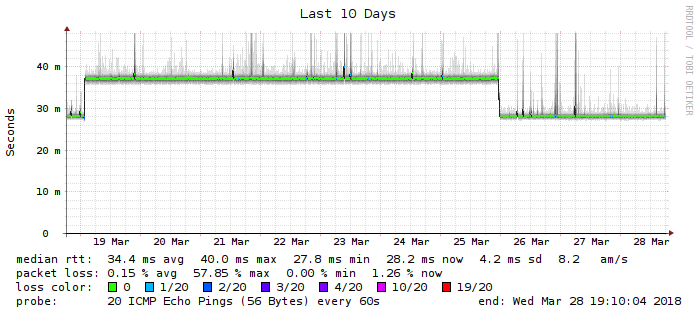 Last 10 Days
RRDTOOL / TOBI OETIKER
Seconds
40 m
30 m
20 m
10 m
0
19 Mar 20 Mar 21 Mar 22 Mar 23 Mar 24 Mar 25 Mar 26 Mar 27 Mar 28 Mar
median rtt: 34.4 ms avg 40.0 ms max 27.8 ms min 28.2 ms now 4.2 ms sd 8.2 am/s
packet loss: 0.15 % avg 57.85 % max 0.00 % min 1.26 % now
loss color: 0 1/20 2/20 3/20 4/20 10/20 19/20
probe: 20 ICMP Echo Pings (56 Bytes) every 60s end: Wed Mar 28 19:10:04 2018